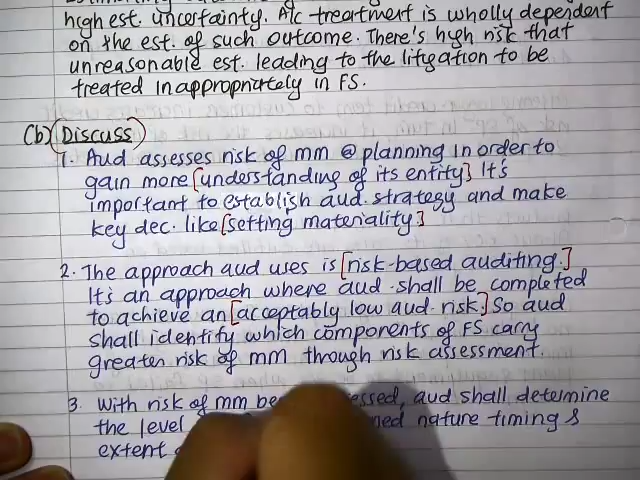 high est. uncertainty. A/c treatment is wholly dependent
on the est. of such outcome. There's high risk that
unreasonable est. leading to the litigation to be
treated inappropriately in FS.
(b) (Discuss)
1. Aud assesses risk of mm @ planning in order to
gain more [understanding of its entity] It's
important to establish aud. strategy and make
key dec. like [setting materiality.]
2. The approach aud uses is [risk-based auditing.]
It's an approach where aud. shall be completed
to achieve an [acceptably low aud. risk.] So aud
shall identify which components of FS carry
greater risk of mm through risk assessment.
3. With risk of mm aud shall determine
the level nature timing &
extent